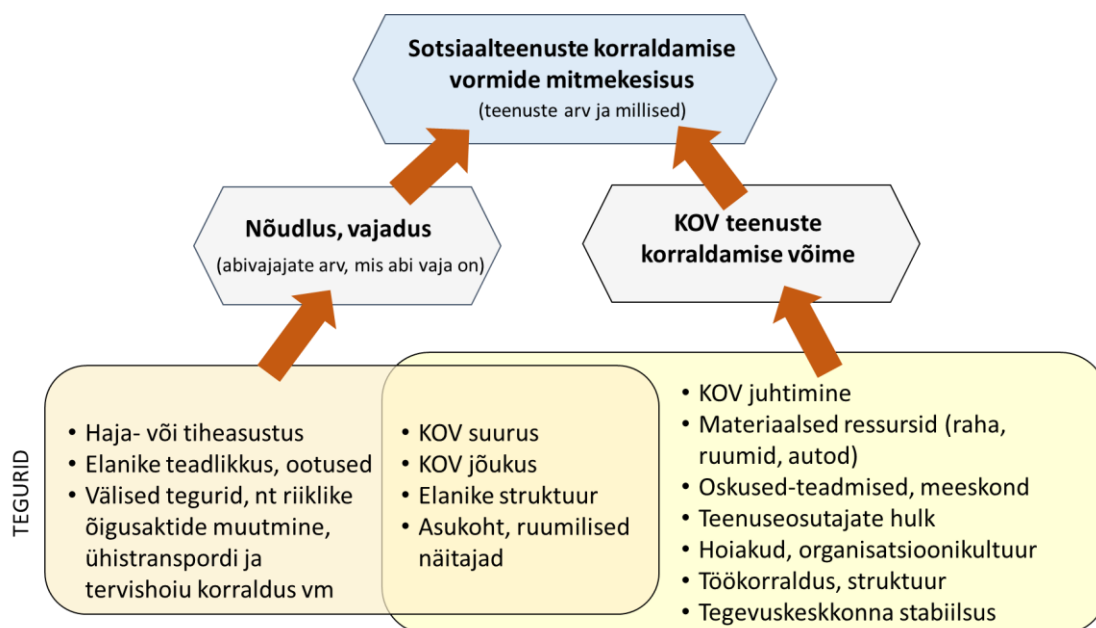 Sotsiaalteenuste korraldamise
vormide mitmekesisus
(teenuste arv ja millised)
Nõudlus, vajadus
(abivajajate arv, mis abi vaja on)
KOV teenuste
korraldamise võime
TEGURID
• Haja- või tiheasustus
• Elanike teadlikkus, ootused
• Välised tegurid, nt riiklike
õigusaktide muutmine,
ühistranspordi ja
tervishoiu korraldus vm
• KOV suurus
• KOV jõukus
• Elanike struktuur
• Asukoht, ruumilised
näitajad
• KOV juhtimine
• Materiaalsed ressursid (raha,
ruumid, autod)
• Oskused-teadmised, meeskond
• Teenuseosutajate hulk
• Hoiakud, organisatsioonikultuur
• Töökorraldus, struktuur
• Tegevuskeskkonna stabiilsus